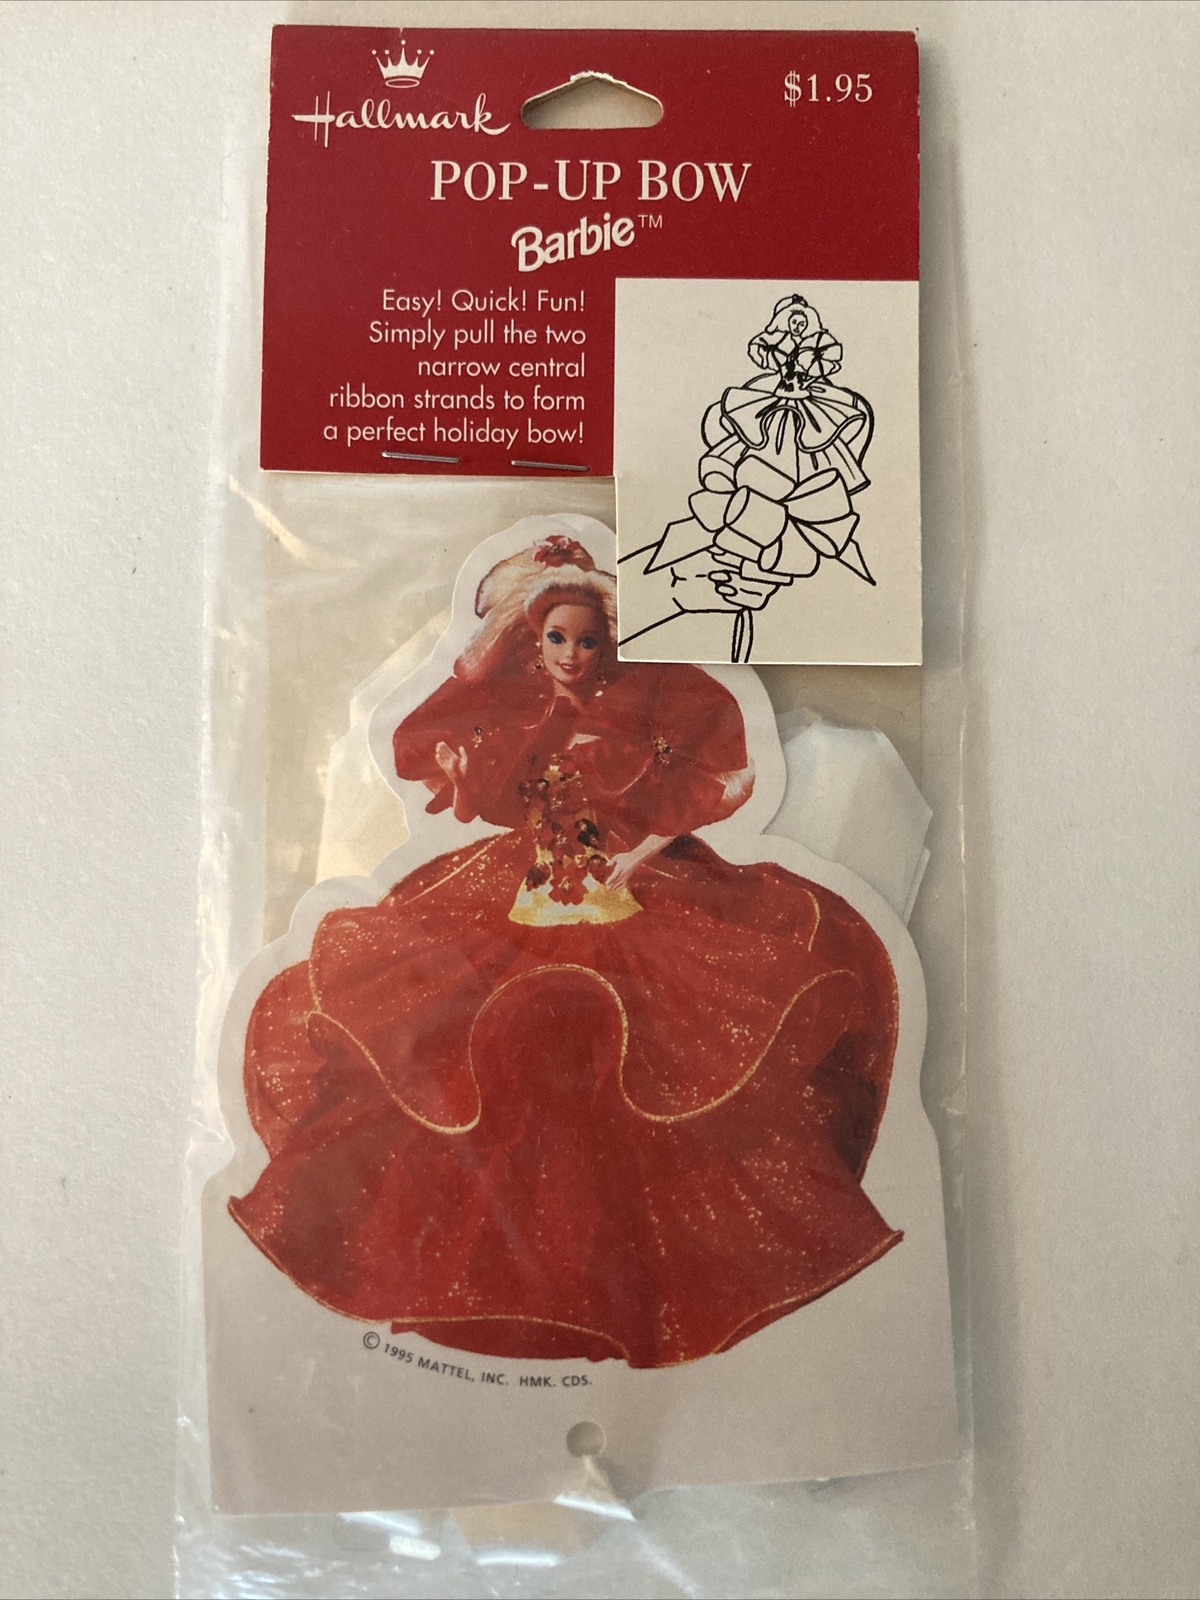 Hallmark
$1.95
POP-UP BOW
Barbie™
Easy! Quick! Fun!
Simply pull the two
narrow central
ribbon strands to form
a perfect holiday bow!
© 1995 MATTEL, INC. HMK. CDS.